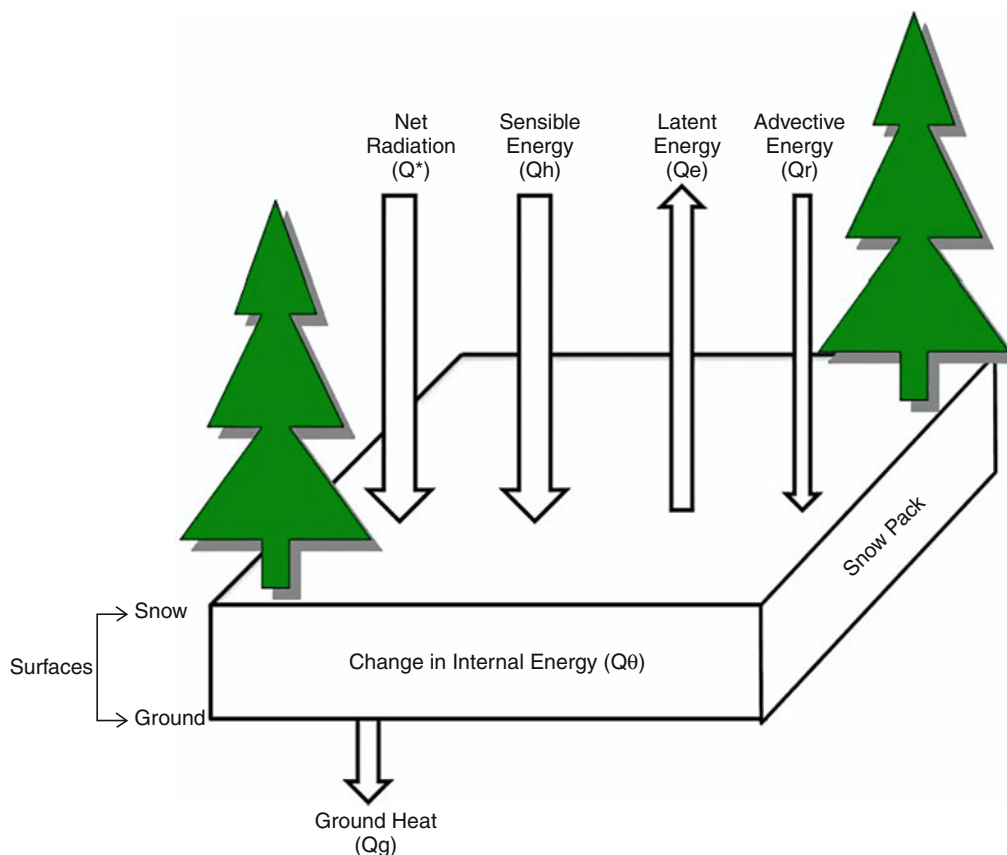 Net
Radiation
(Q*)
Sensible
Energy
(Qh)
Latent
Energy
(Qe)
Advective
Energy
(Qr)
Snow Pack
Snow
Surfaces
Change in Internal Energy (Qθ)
Ground
Ground Heat
(Qg)